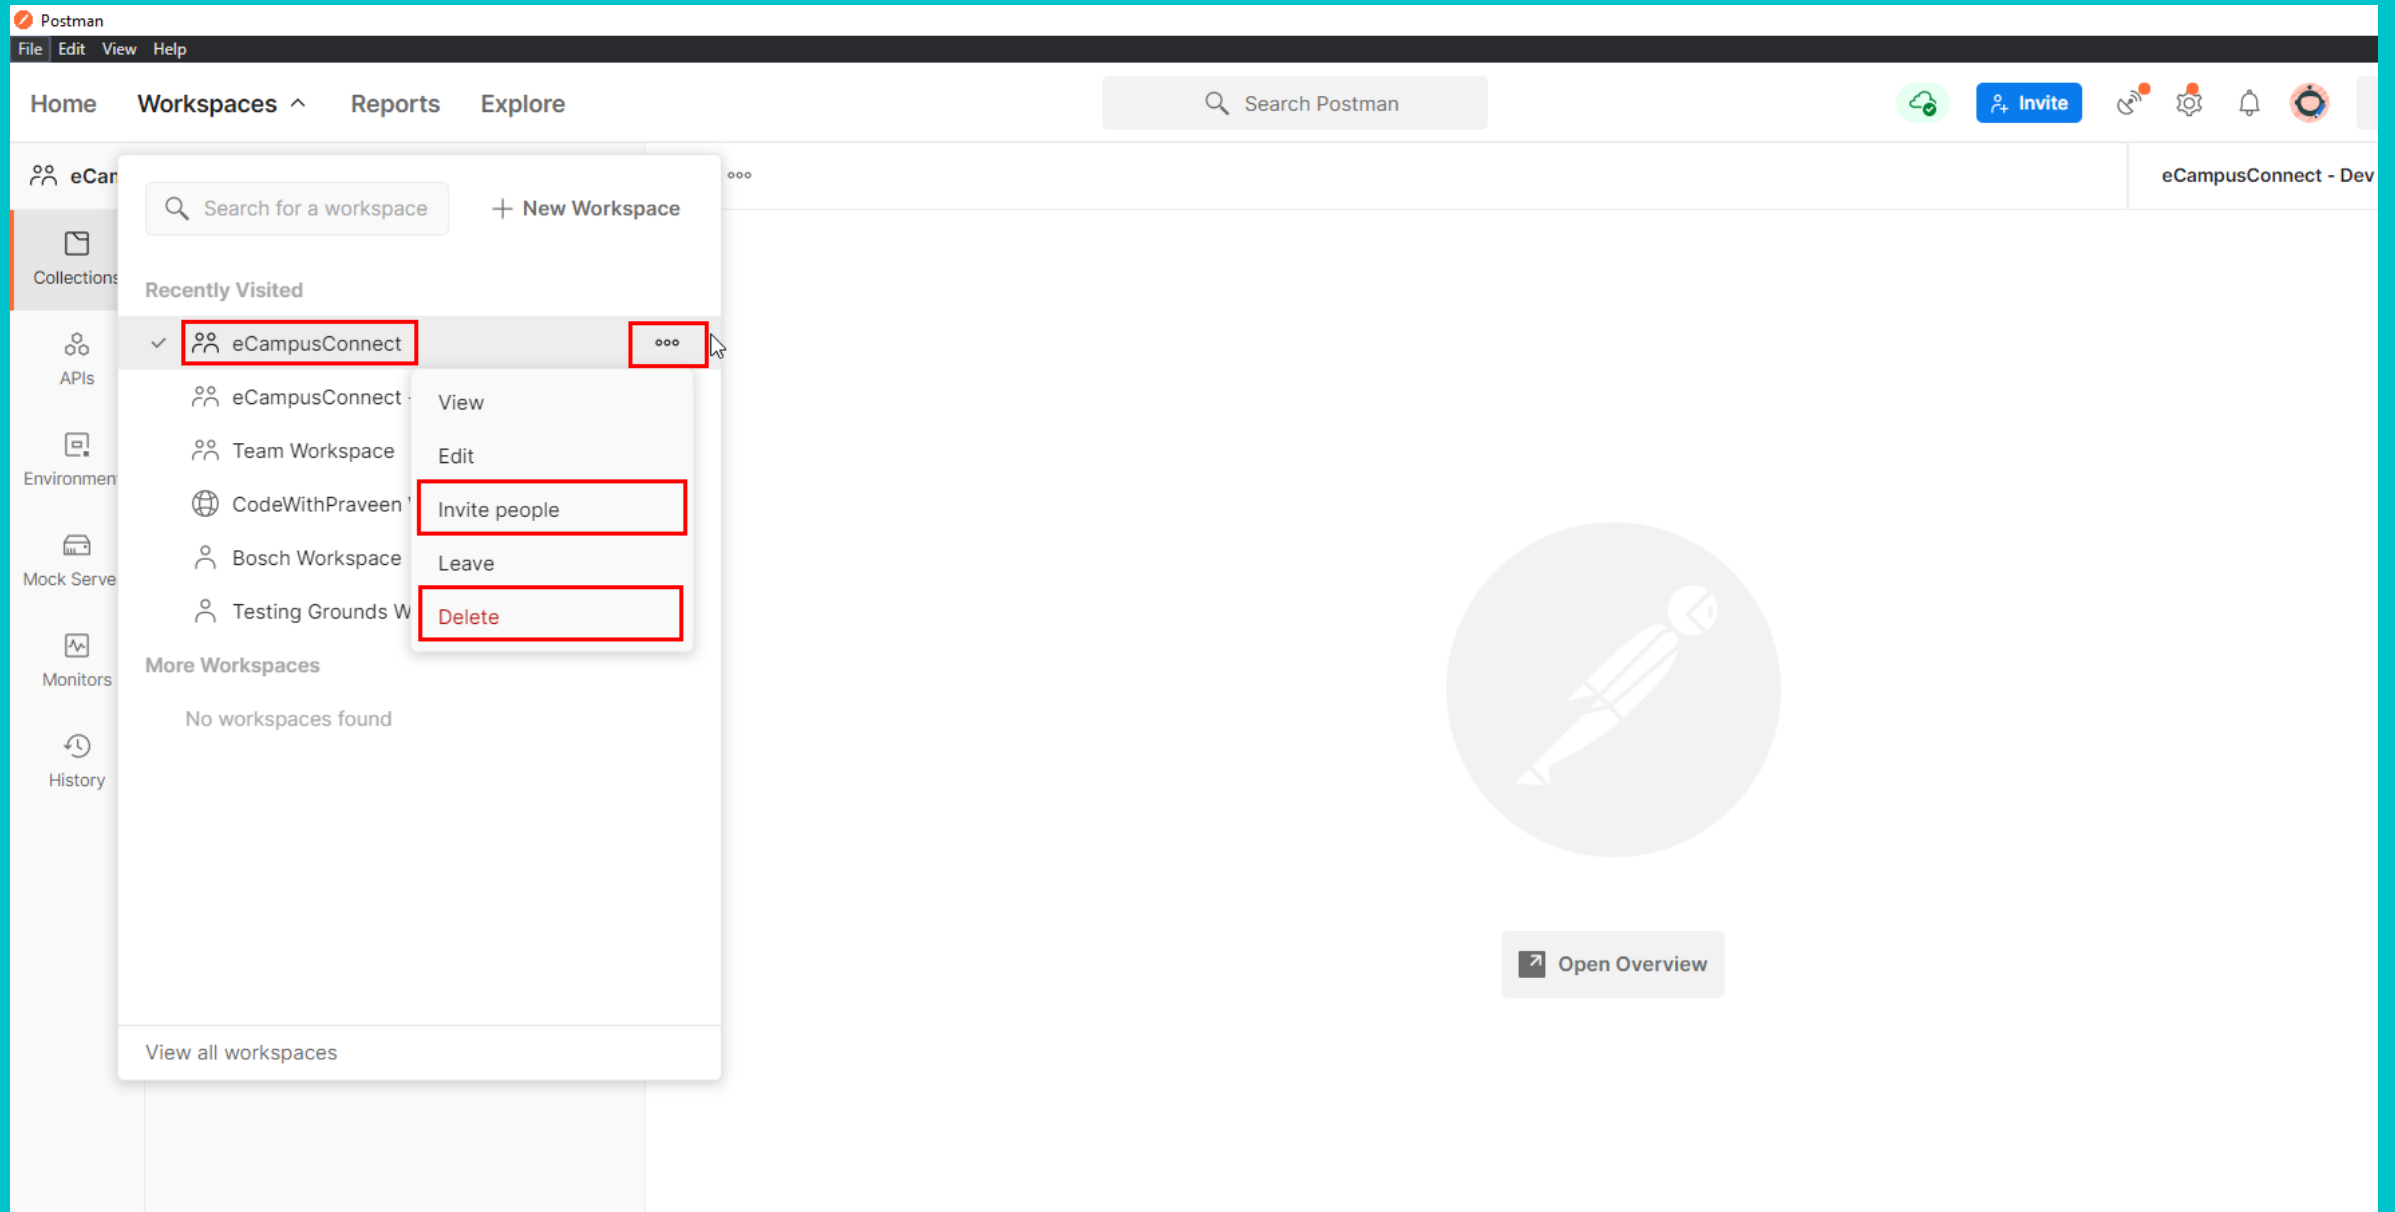 Postman
File Edit View Help
Home Workspaces Reports Explore
Search Postman
Invite
eCam
eCampusConnect - Dev
Search for a workspace
New Workspace
Collections
Recently Visited
eCampusConnect
eCampusConnect -
Team Workspace
CodeWithPraveen
Bosch Workspace
Testing Grounds W
View
Edit
Invite people
Leave
Delete
APIs
Environmen
Mock Serve
Monitors
History
More Workspaces
No workspaces found
View all workspaces
Open Overview